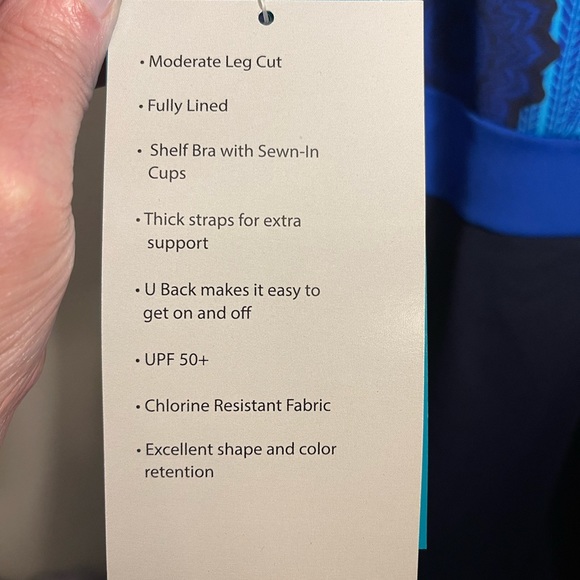 • Moderate Leg Cut
• Fully Lined
• Shelf Bra with Sewn-In
Cups
• Thick straps for extra
support
• U Back makes it easy to
get on and off
• UPF 50+
• Chlorine Resistant Fabric
• Excellent shape and color
retention